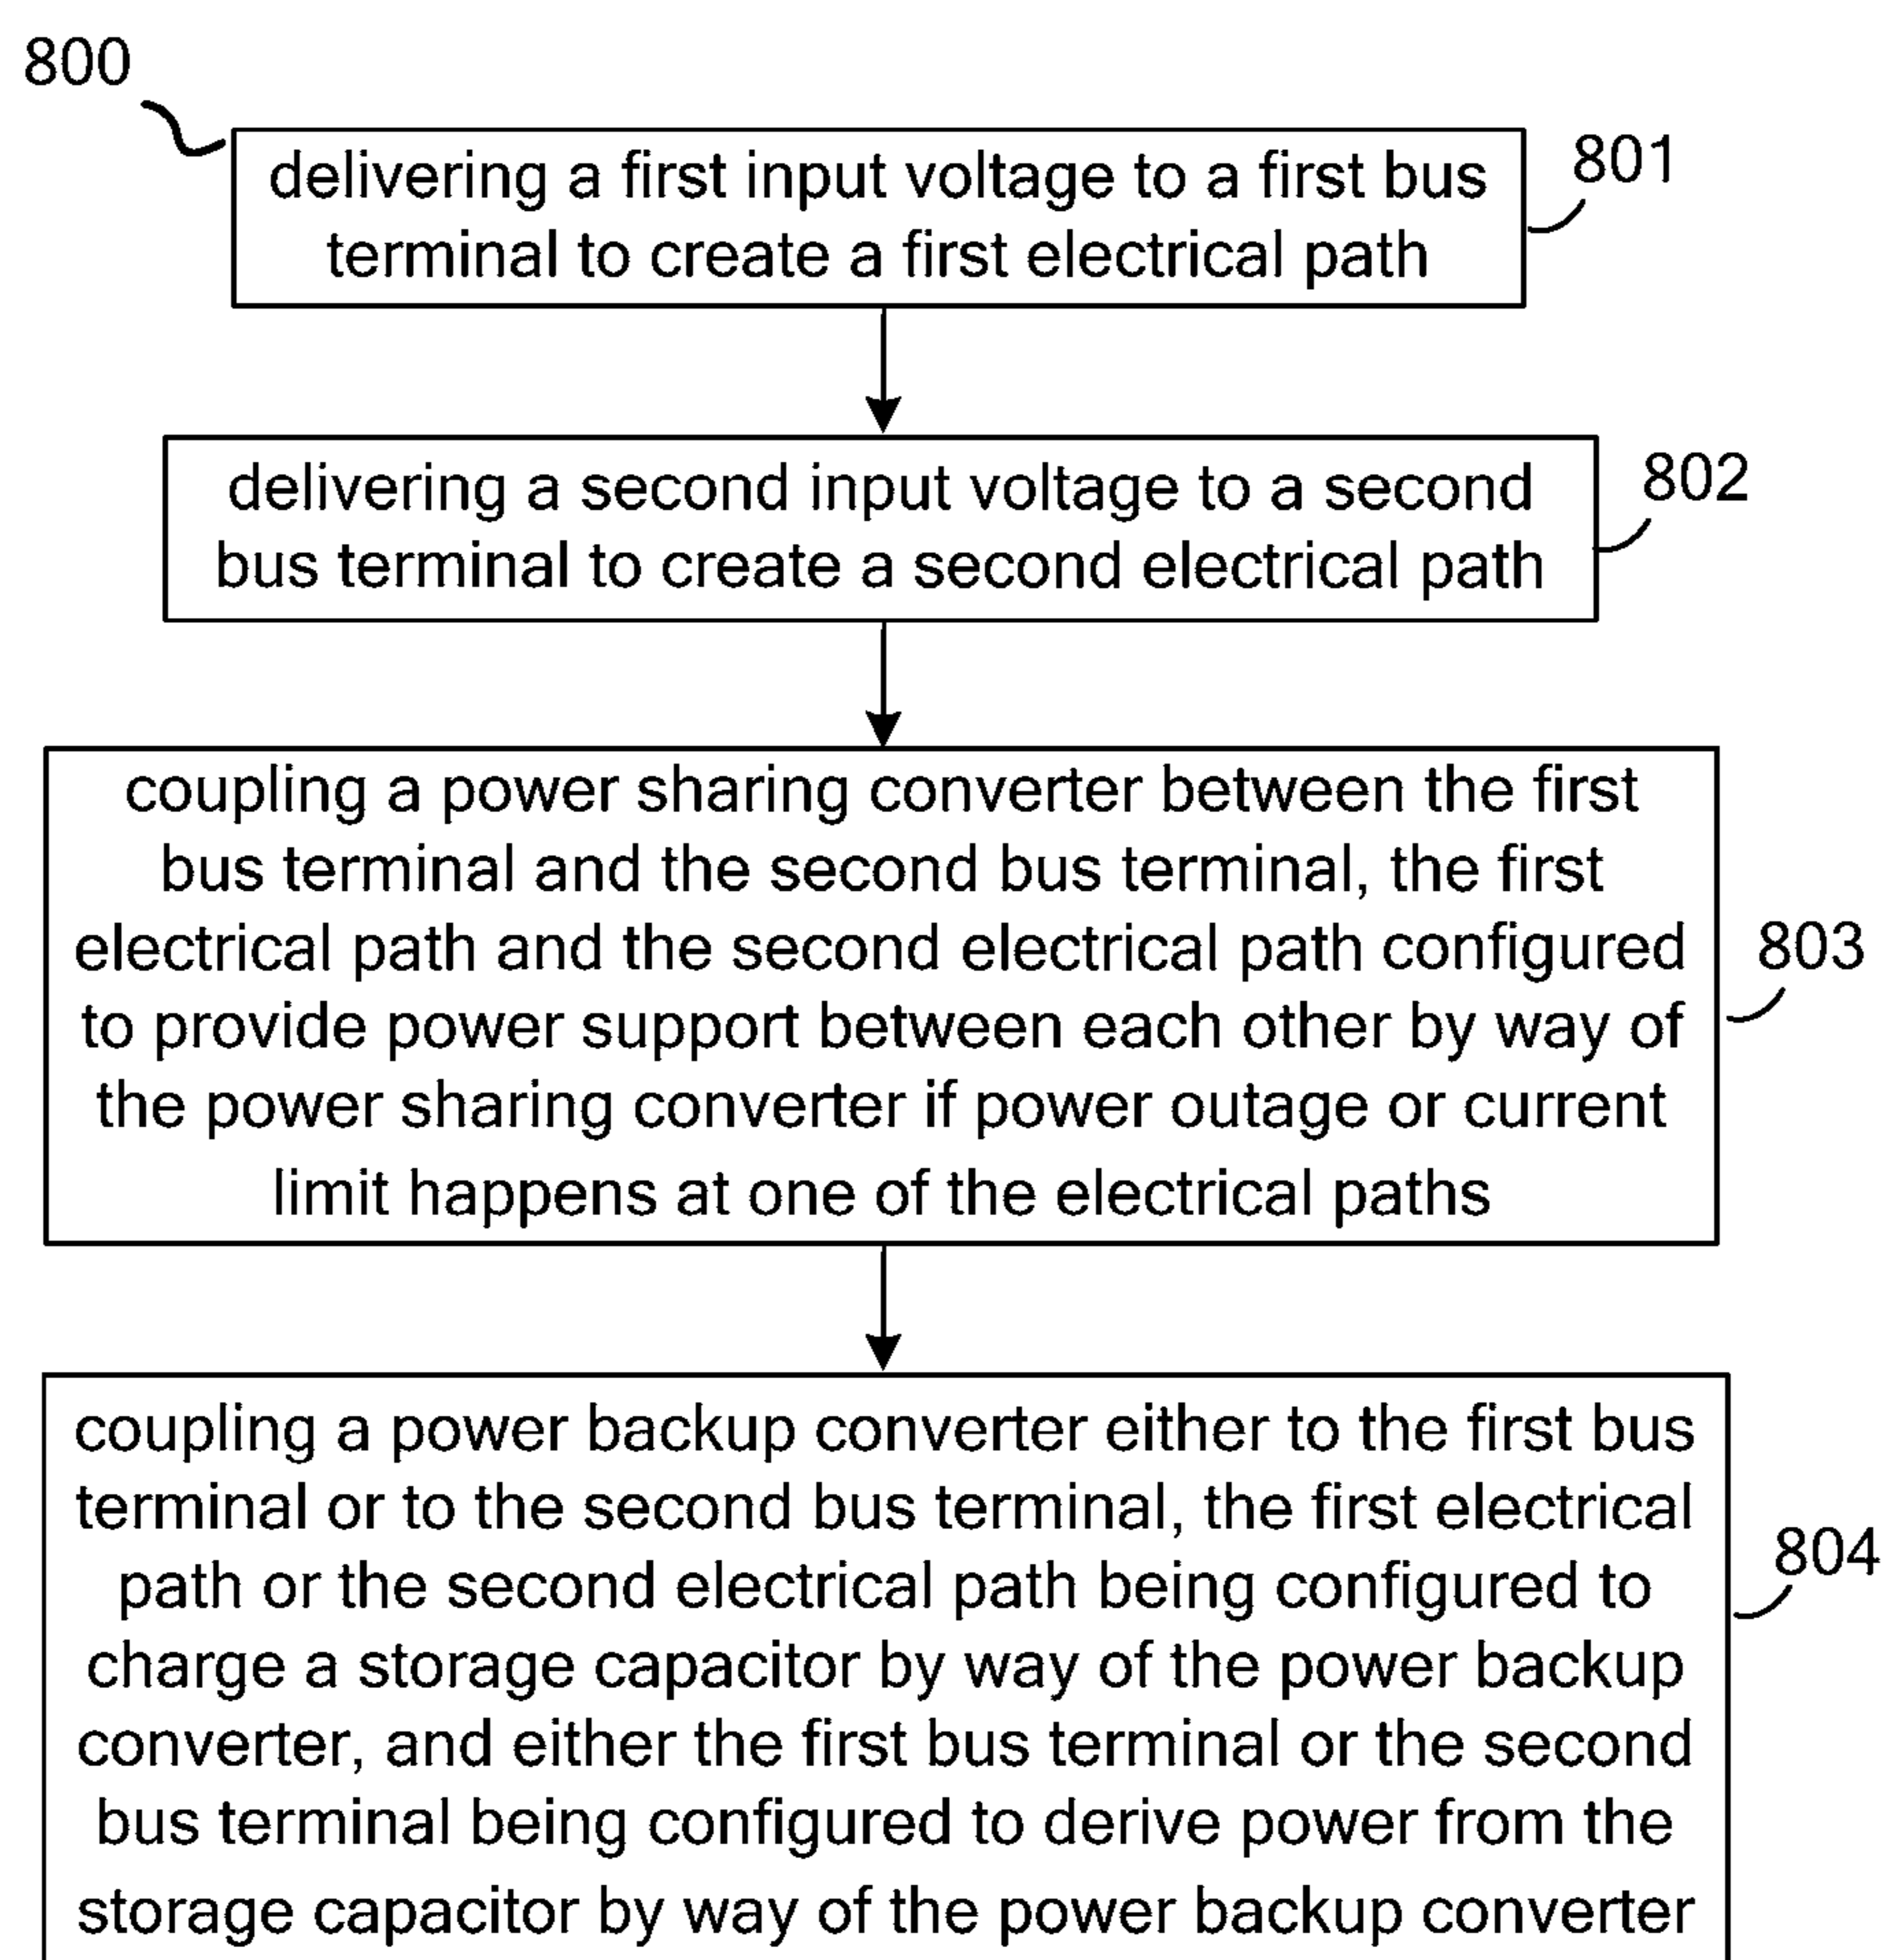 800
delivering a first input voltage to a first bus
terminal to create a first electrical path
801
delivering a second input voltage to a second
bus terminal to create a second electrical path
802
coupling a power sharing converter between the first
bus terminal and the second bus terminal, the first
electrical path and the second electrical path configured
to provide power support between each other by way of
the power sharing converter if power outage or current
limit happens at one of the electrical paths
803
coupling a power backup converter either to the first bus
terminal or to the second bus terminal, the first electrical
path or the second electrical path being configured to
charge a storage capacitor by way of the power backup
converter, and either the first bus terminal or the second
bus terminal being configured to derive power from the
storage capacitor by way of the power backup converter
804